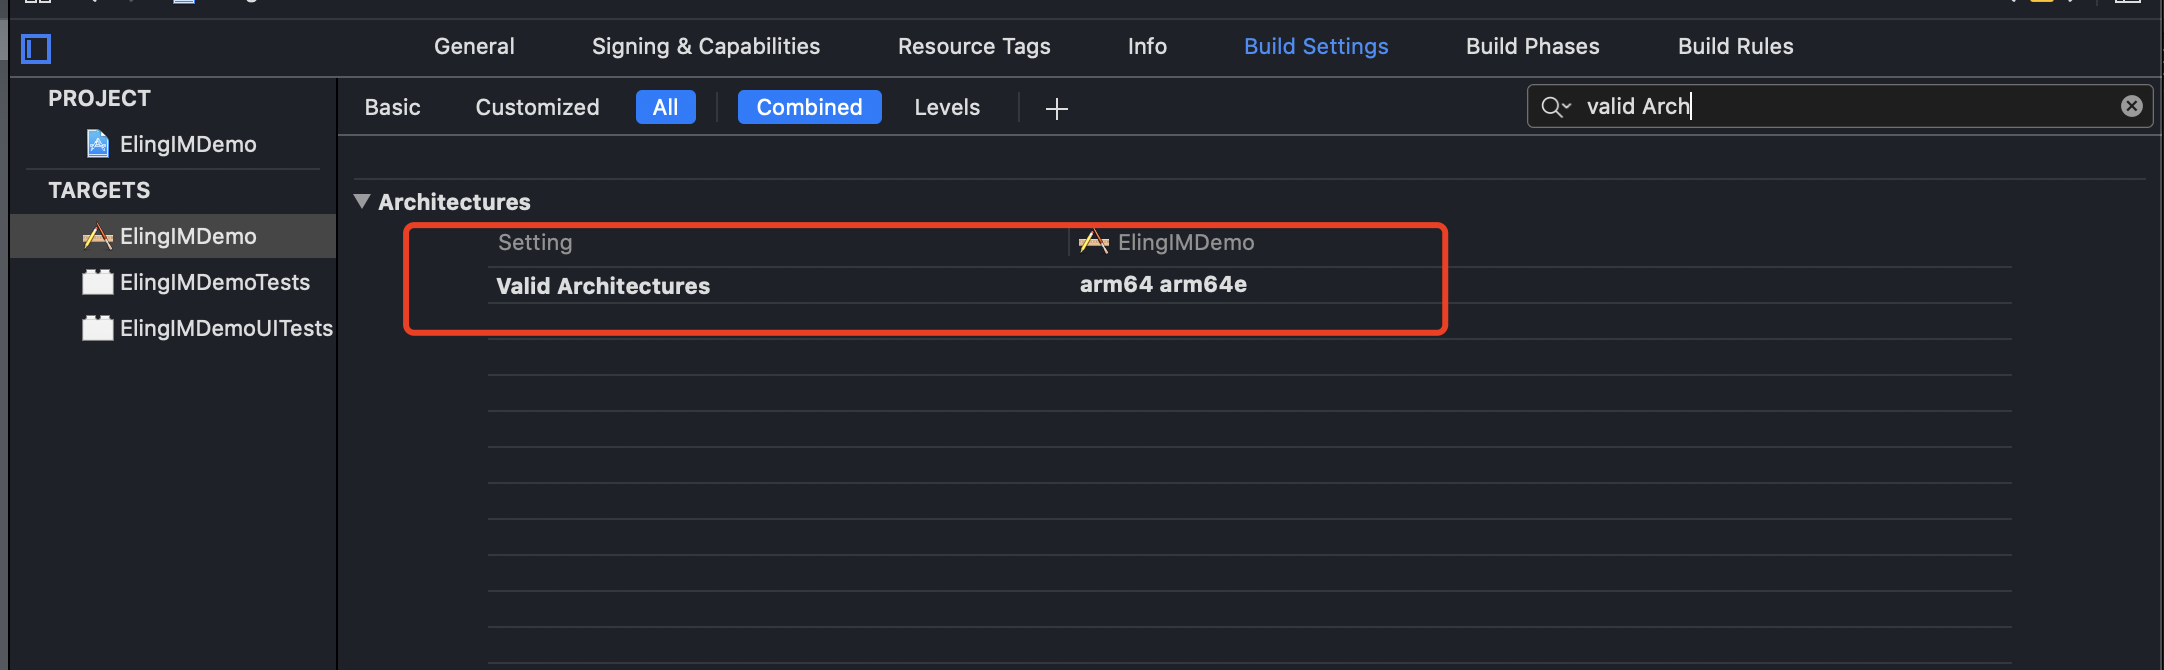 General Signing & Capabilities Resource Tags Info Build Settings Build Phases Build Rules
PROJECT
ElingIMDemo
TARGETS
ElingIMDemo
ElingIMDemoTests
ElingIMDemoUITests
Basic Customized All Combined Levels
valid Arch
Architectures
Setting ElingIMDemo
Valid Architectures arm64 arm64e